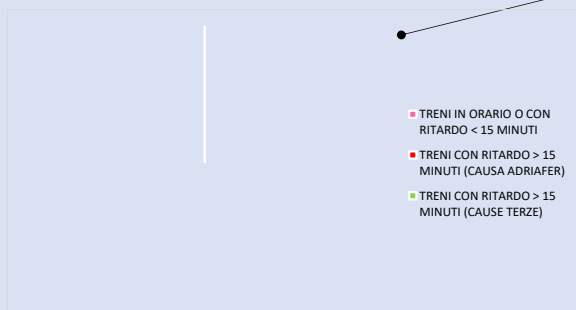 TRENI IN ORARIO O CON
RITARDO < 15 MINUTI
TRENI CON RITARDO > 15
MINUTI (CAUSA ADRIAFER)
TRENI CON RITARDO > 15
MINUTI (CAUSE TERZE)